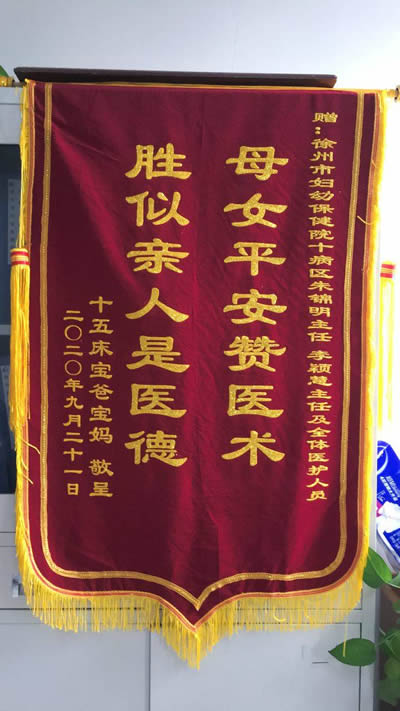 赠：徐州市妇幼保健院十病区朱锦明主任 李颖慧主任及全体医护人员
母女平安赞医术
胜似亲人是医德
十五床宝爸宝妈 敬呈
二〇二〇年九月二十一日